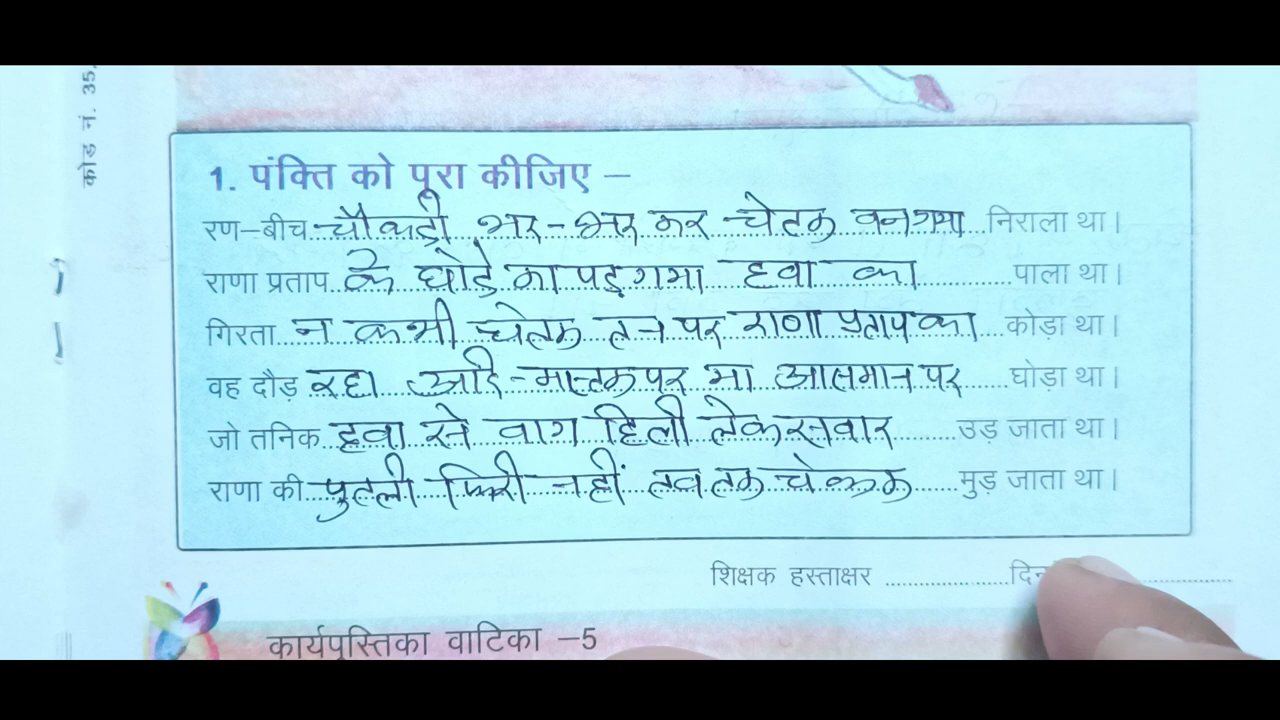 कोड नं. 35,
1. पंक्ति को पूरा कीजिए –
रण–बीच चौकड़ी भर-भर कर चेतक बन गया निराला था।
राणा प्रताप के घोड़े का पड़ गया हवा का पाला था।
गिरता न कभी चेतक तन पर राणा प्रताप का कोड़ा था।
वह दौड़ रहा अरि-मस्तक पर या आसमान पर घोड़ा था।
जो तनिक हवा से वाग हिली लेकर सवार उड़ जाता था।
राणा की पुतली फिरी नहीं तव तक चेतक मुड़ जाता था।
शिक्षक हस्ताक्षर ....................
कार्यपुस्तिका वाटिका –5